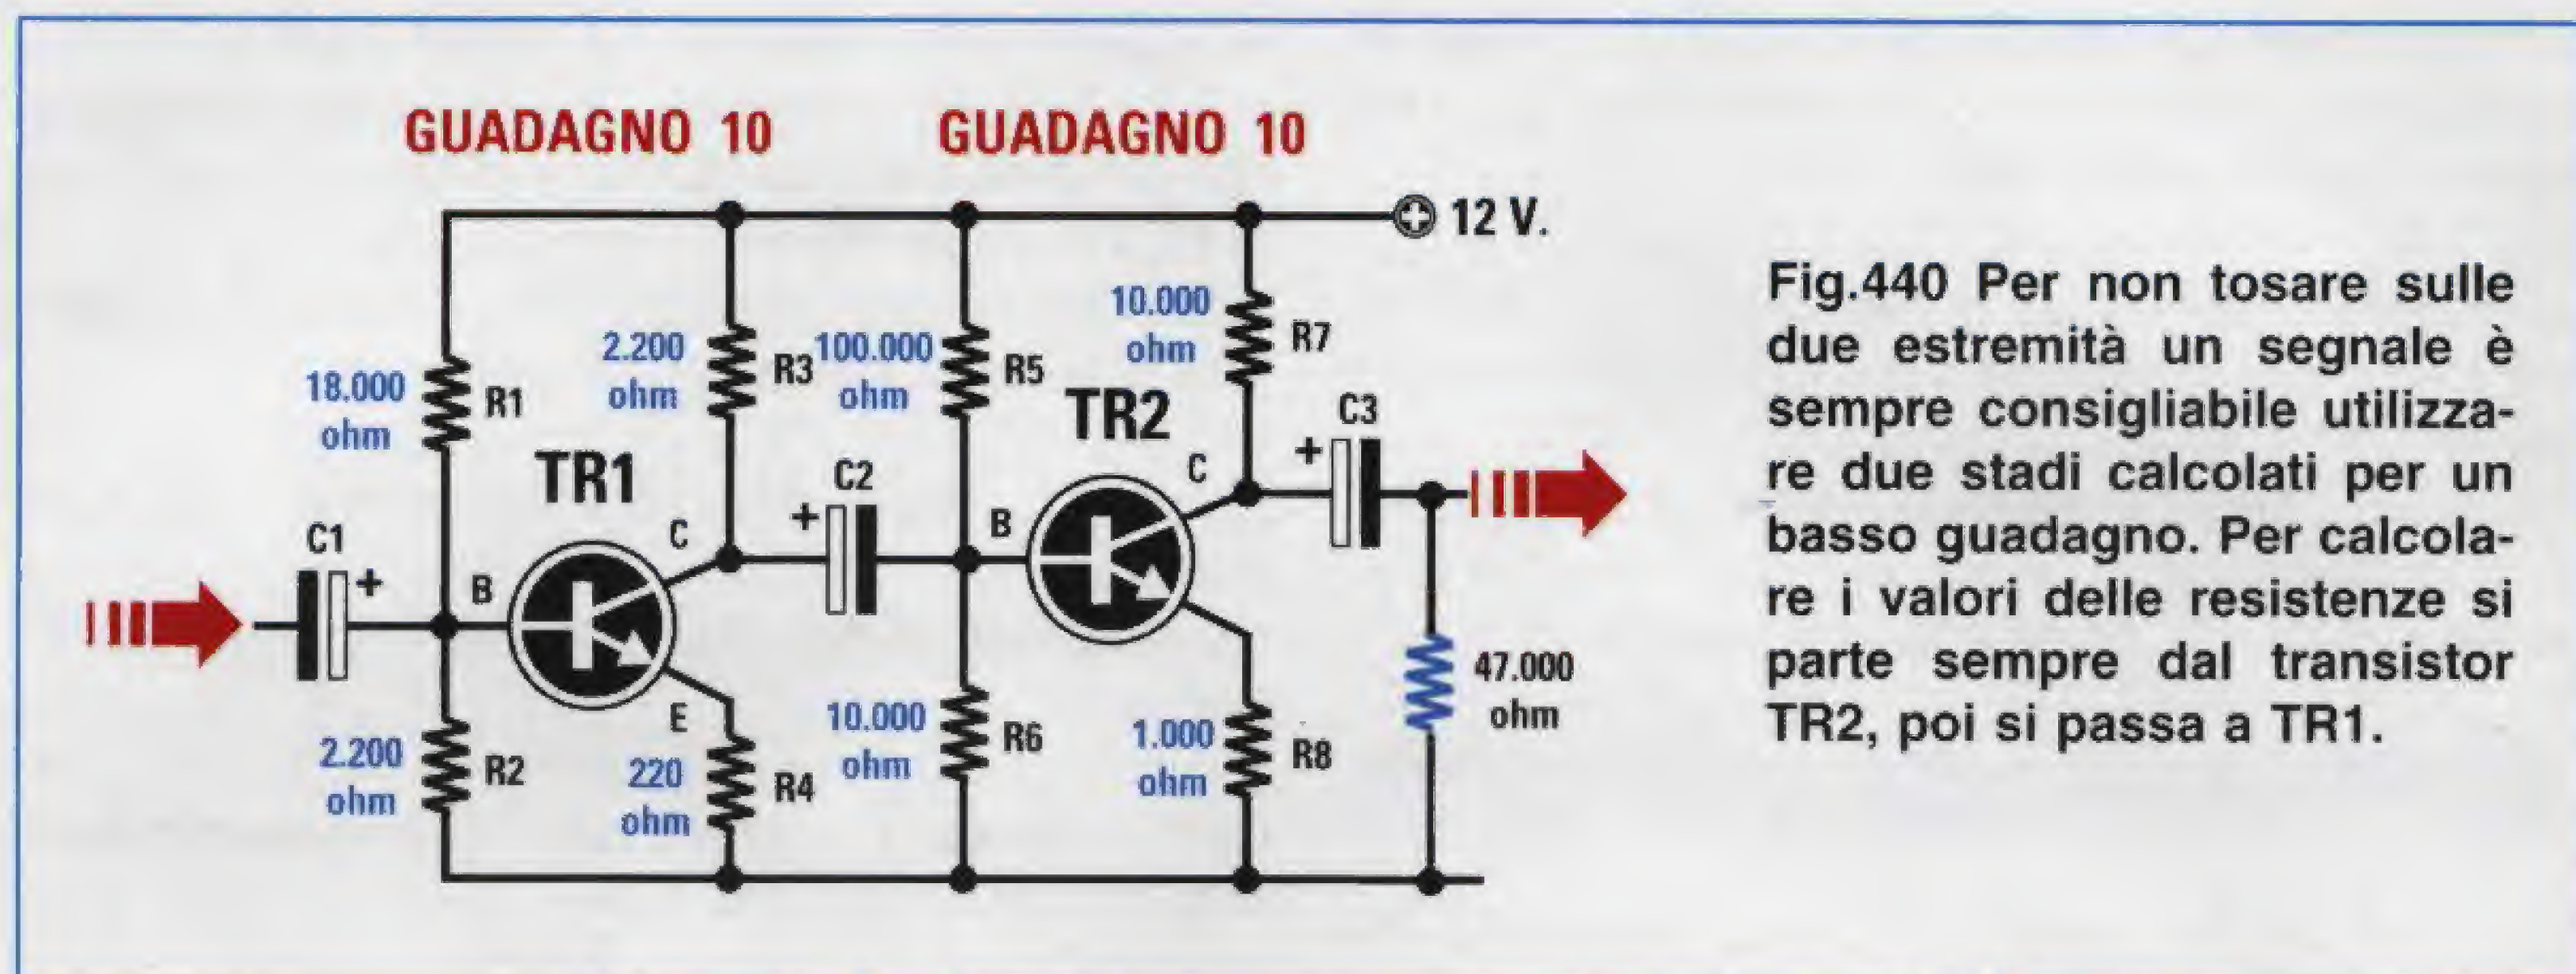 GUADAGNO 10 GUADAGNO 10
12 V.
10.000
ohm
R7
2.200
ohm
R3
100.000
ohm
R5
18.000
ohm
R1
TR2
C3
+
TR1
C2
+
C
C
B
C1
+
B
E
47.000
ohm
10.000
ohm
R6
1.000
ohm
R8
2.200
ohm
R2
220
ohm
R4
Fig.440 Per non tosare sulle
due estremità un segnale è
sempre consigliabile utilizza-
re due stadi calcolati per un
basso guadagno. Per calcola-
re i valori delle resistenze si
parte sempre dal transistor
TR2, poi si passa a TR1.